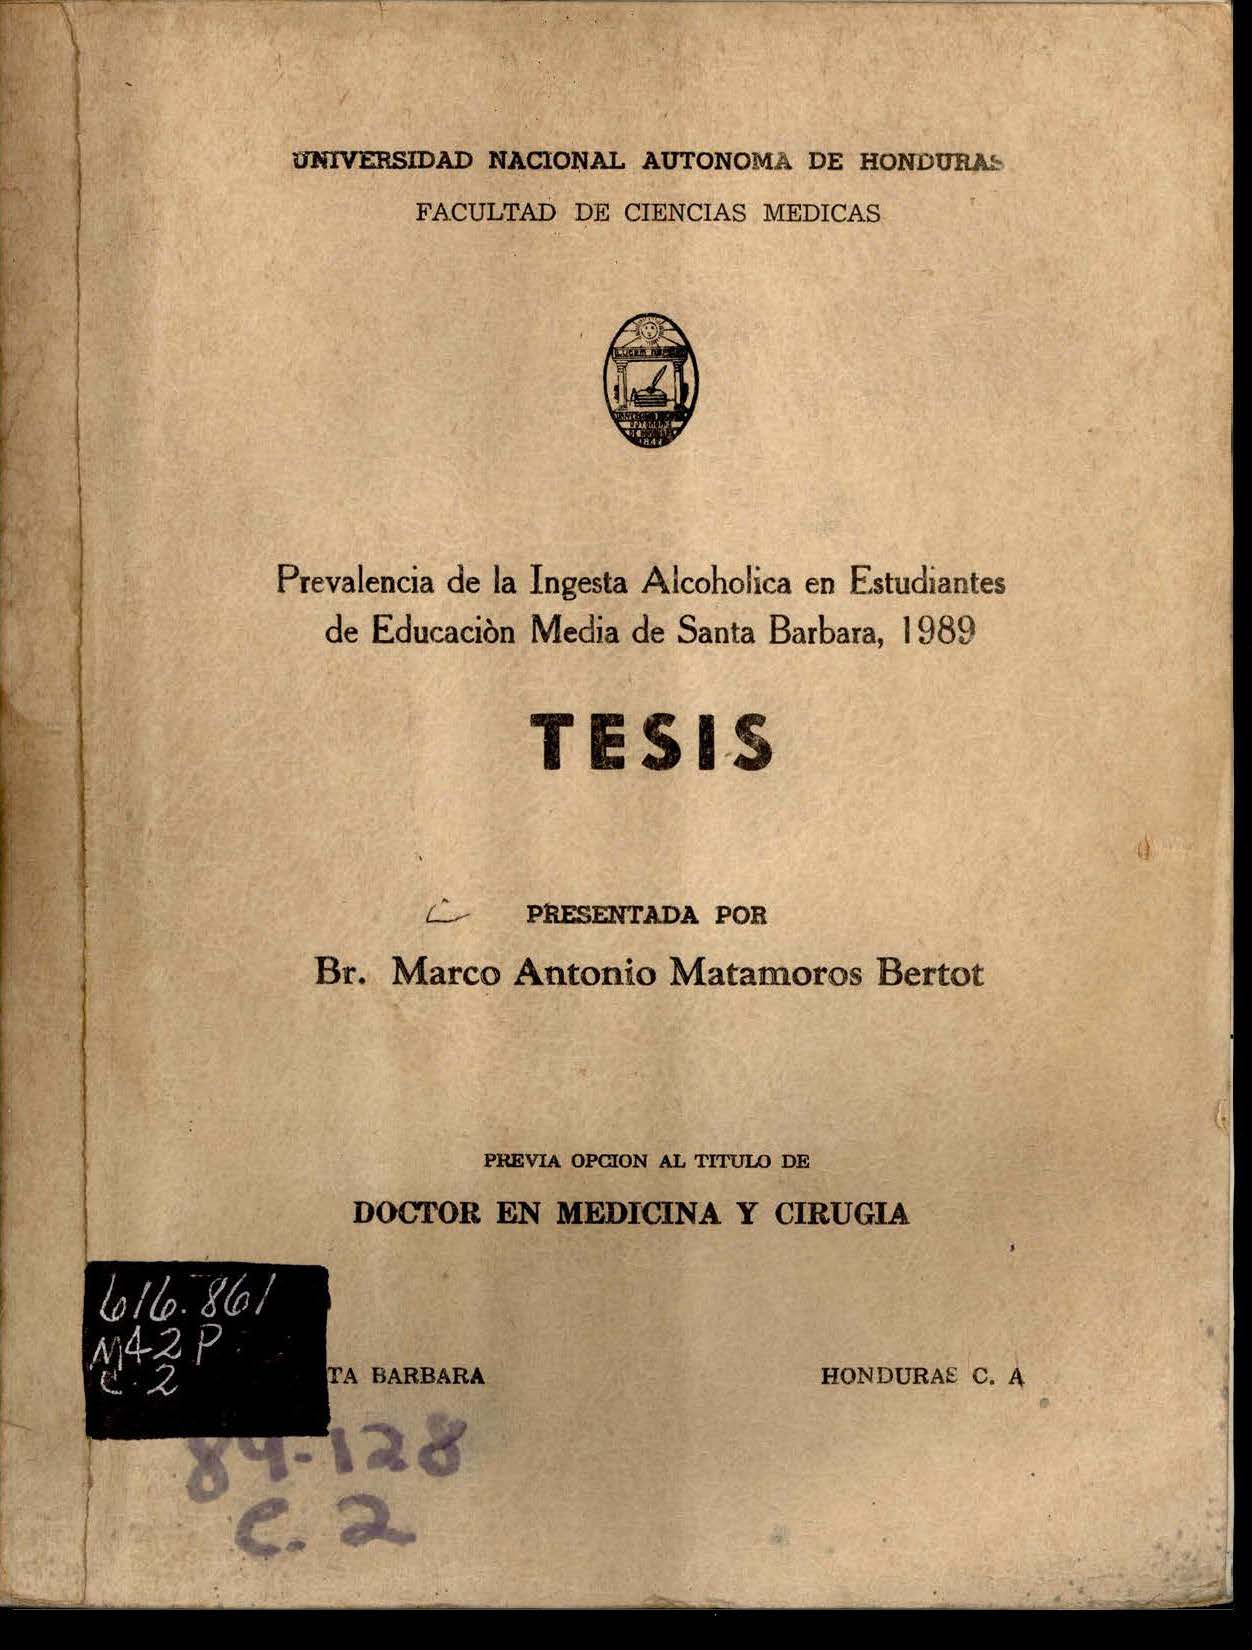 UNIVERSIDAD NACIONAL AUTONOMA DE HONDURAS
FACULTAD DE CIENCIAS MEDICAS
Prevalencia de la Ingesta Alcoholica en Estudiantes
de Educaciòn Media de Santa Barbara, 1989
TESIS
PRESENTADA POR
Br. Marco Antonio Matamoros Bertot
PREVIA OPCION AL TITULO DE
DOCTOR EN MEDICINA Y CIRUGIA
616.861
M42P
C.2
TA BARBARA HONDURAS C. A
84-128
C. 2